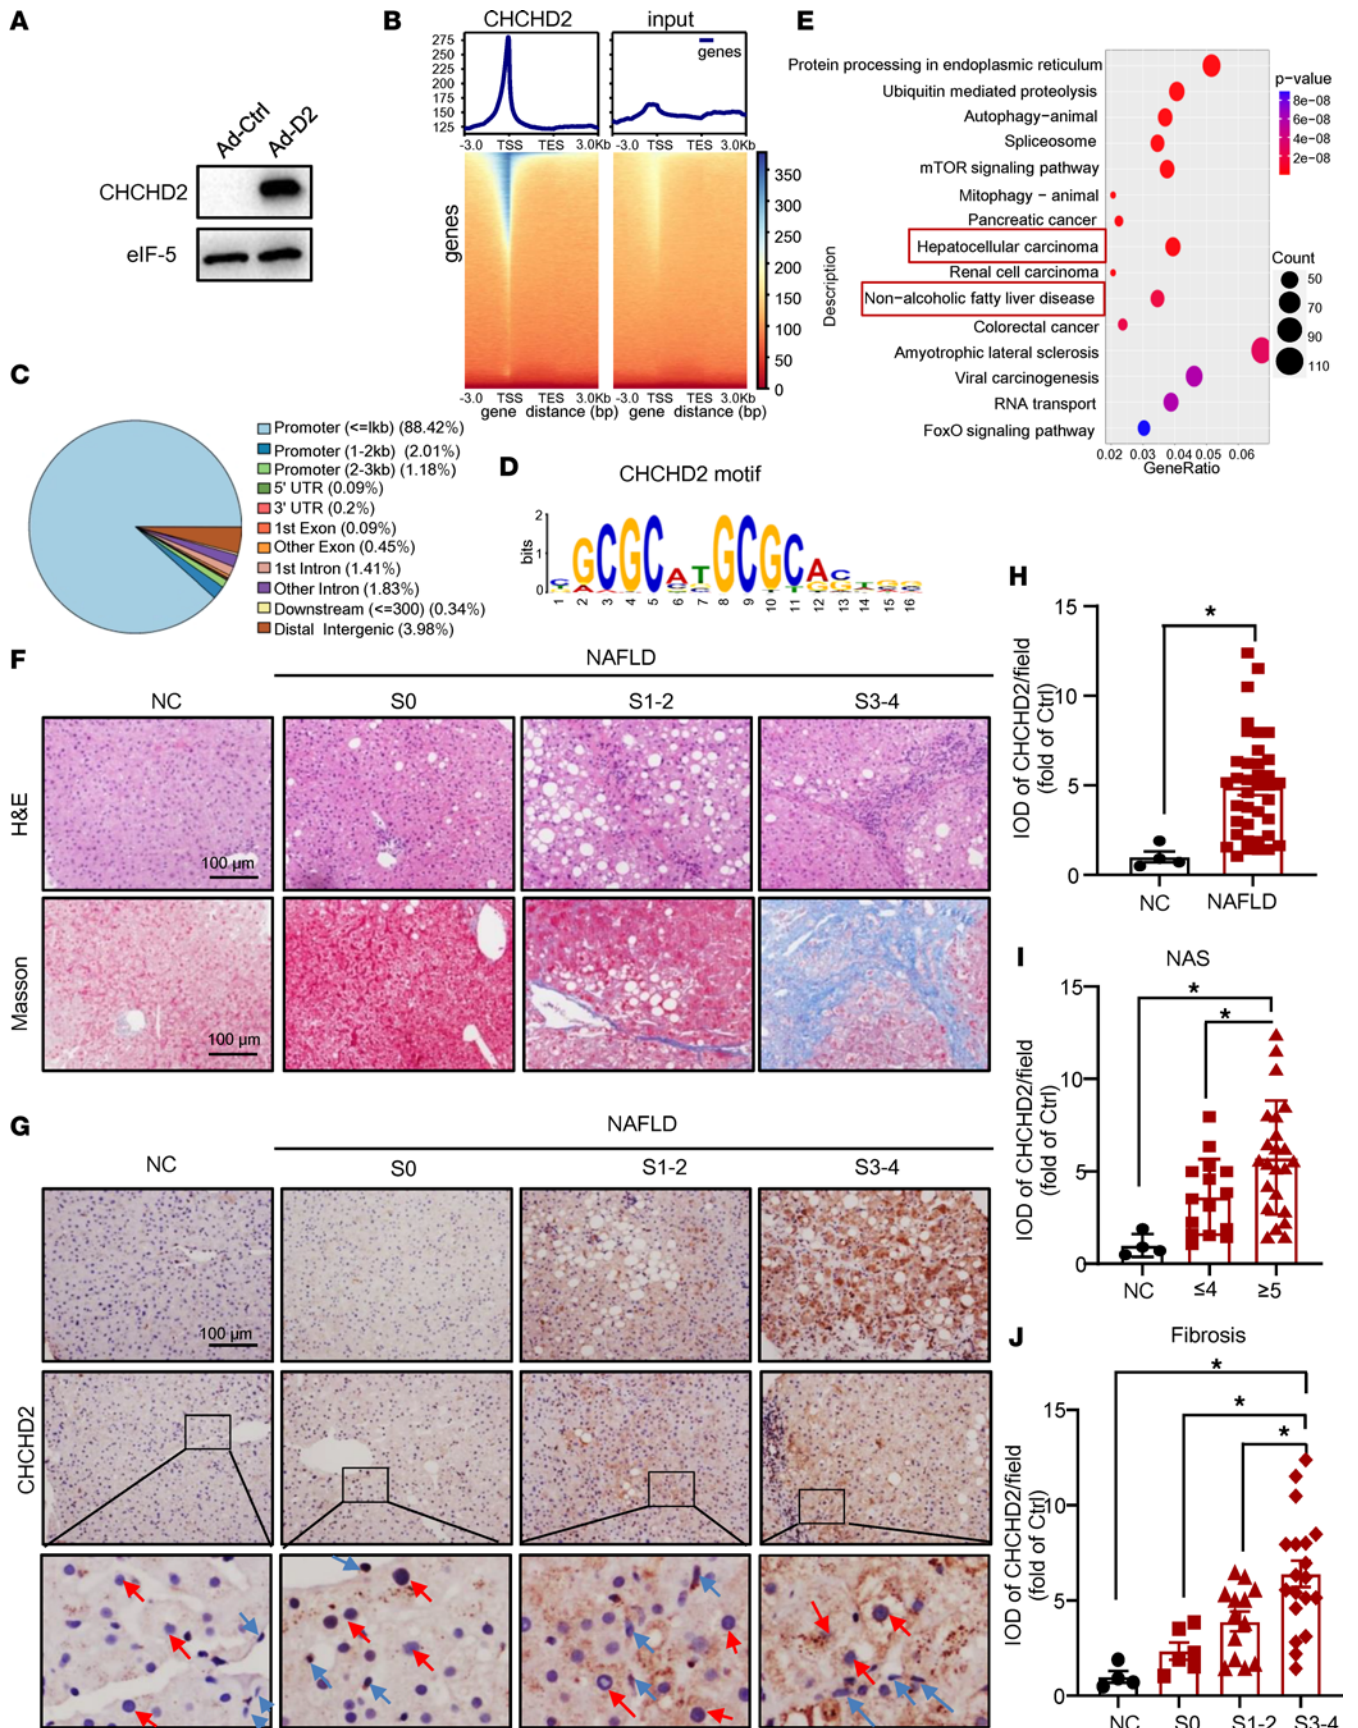 A
Ad-Ctrl
Ad-D2
CHCHD2
eIF-5
B
CHCHD2
input
275
250
225
200
175
150
125
genes
-3.0 TSS TES 3.0Kb
-3.0 TSS TES 3.0Kb
genes
350
300
250
200
150
100
50
0
Description
-3.0 TSS TES 3.0Kb
-3.0 TSS TES 3.0Kb
gene distance (bp)
gene distance (bp)
C
Promoter (<=lkb) (88.42%)
Promoter (1-2kb) (2.01%)
Promoter (2-3kb) (1.18%)
5' UTR (0.09%)
3' UTR (0.2%)
1st Exon (0.09%)
Other Exon (0.45%)
1st Intron (1.41%)
Other Intron (1.83%)
Downstream (<=300) (0.34%)
Distal Intergenic (3.98%)
D
CHCHD2 motif
2
1
0
bits
GCGCATGCGCAC
1 2 3 4 5 6 7 8 9 10 11 12 13 14 15 16
E
Protein processing in endoplasmic reticulum
Ubiquitin mediated proteolysis
Autophagy-animal
Spliceosome
mTOR signaling pathway
Mitophagy - animal
Pancreatic cancer
Hepatocellular carcinoma
Renal cell carcinoma
Non-alcoholic fatty liver disease
Colorectal cancer
Amyotrophic lateral sclerosis
Viral carcinogenesis
RNA transport
FoxO signaling pathway
0.02 0.03 0.04 0.05 0.06
GeneRatio
p-value
8e-08
6e-08
4e-08
2e-08
Count
50
70
90
110
F
NAFLD
NC S0 S1-2 S3-4
H&E
100 µm
Masson
100 µm
G
NAFLD
NC S0 S1-2 S3-4
100 µm
CHCHD2
H
IOD of CHCHD2/field
(fold of Ctrl)
15
10
5
0
*
NC NAFLD
I
NAS
IOD of CHCHD2/field
(fold of Ctrl)
15
10
5
0
*
*
NC ≤4 ≥5
J
Fibrosis
IOD of CHCHD2/field
(fold of Ctrl)
15
10
5
0
*
*
*
NC S0 S1-2 S3-4